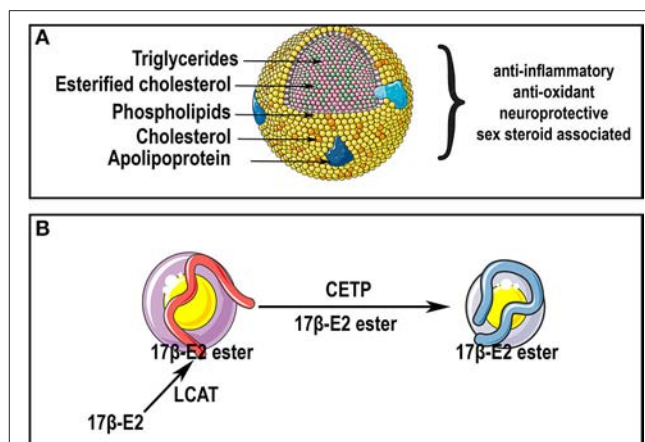 A
Triglycerides
Esterified cholesterol
Phospholipids
Cholesterol
Apolipoprotein
anti-inflammatory
anti-oxidant
neuroprotective
sex steroid associated
B
CETP
17β-E2 ester
17β-E2 ester
17β-E2 ester
LCAT
17β-E2